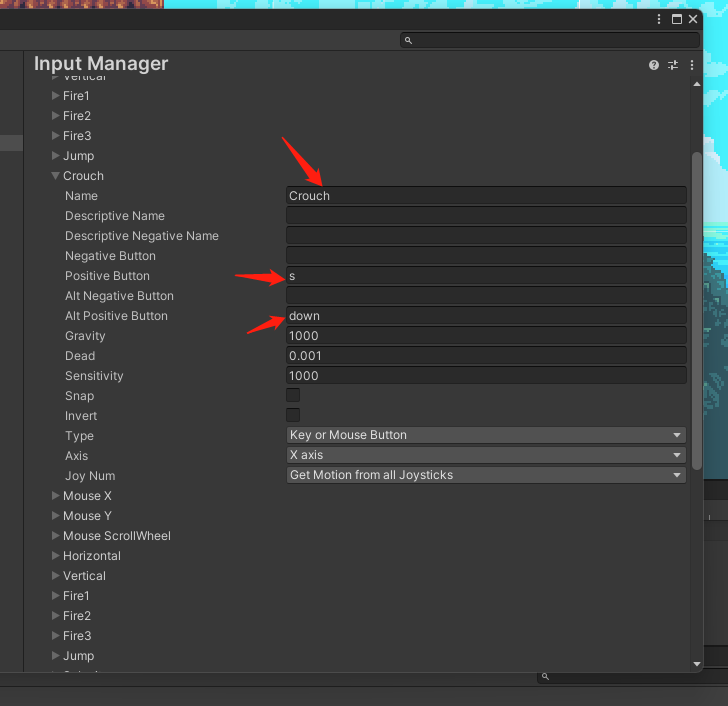 Input Manager
Vertical
Fire1
Fire2
Fire3
Jump
Crouch
Name Crouch
Descriptive Name
Descriptive Negative Name
Negative Button
Positive Button s
Alt Negative Button
Alt Positive Button down
Gravity 1000
Dead 0.001
Sensitivity 1000
Snap
Invert
Type Key or Mouse Button
Axis X axis
Joy Num Get Motion from all Joysticks
Mouse X
Mouse Y
Mouse ScrollWheel
Horizontal
Vertical
Fire1
Fire2
Fire3
Jump